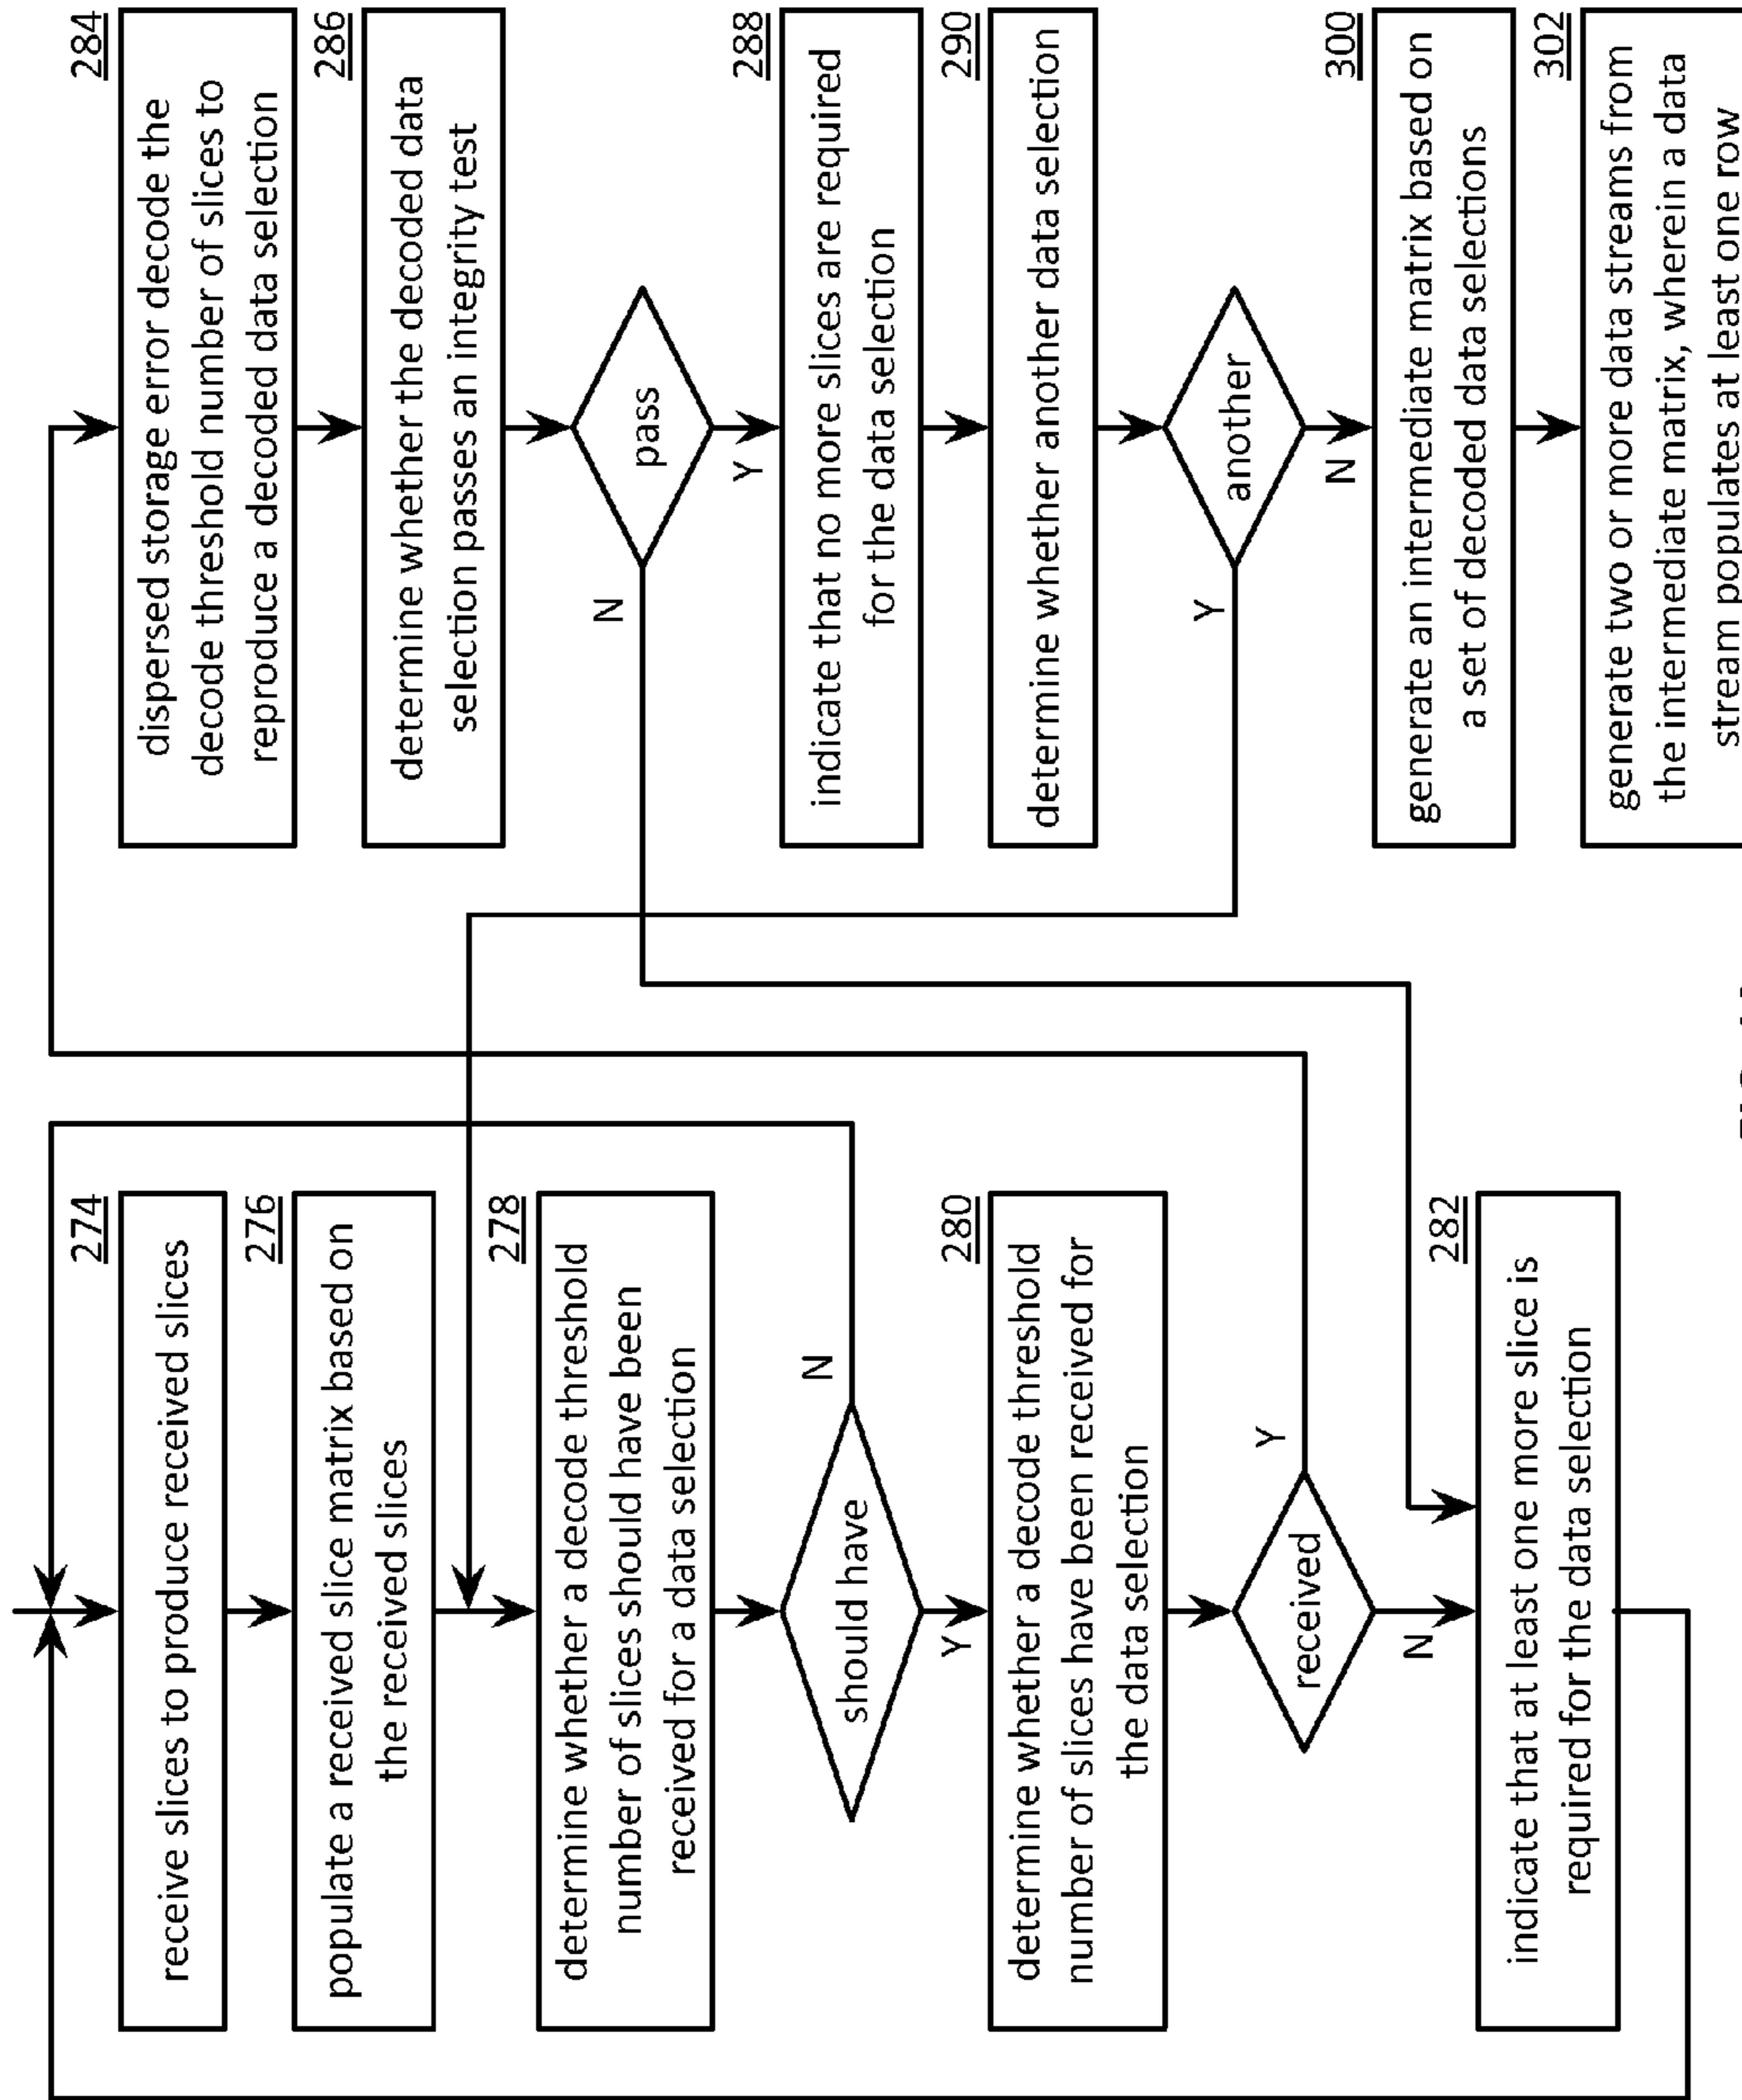 274
receive slices to produce received slices
276
populate a received slice matrix based on
the received slices
278
determine whether a decode threshold
number of slices should have been
received for a data selection
should have
N
Y
280
determine whether a decode threshold
number of slices have been received for
the data selection
received
Y
N
282
indicate that at least one more slice is
required for the data selection
284
dispersed storage error decode the
decode threshold number of slices to
reproduce a decoded data selection
286
determine whether the decoded data
selection passes an integrity test
pass
N
Y
288
indicate that no more slices are required
for the data selection
290
determine whether another data selection
another
Y
N
300
generate an intermediate matrix based on
a set of decoded data selections
302
generate two or more data streams from
the intermediate matrix, wherein a data
stream populates at least one row